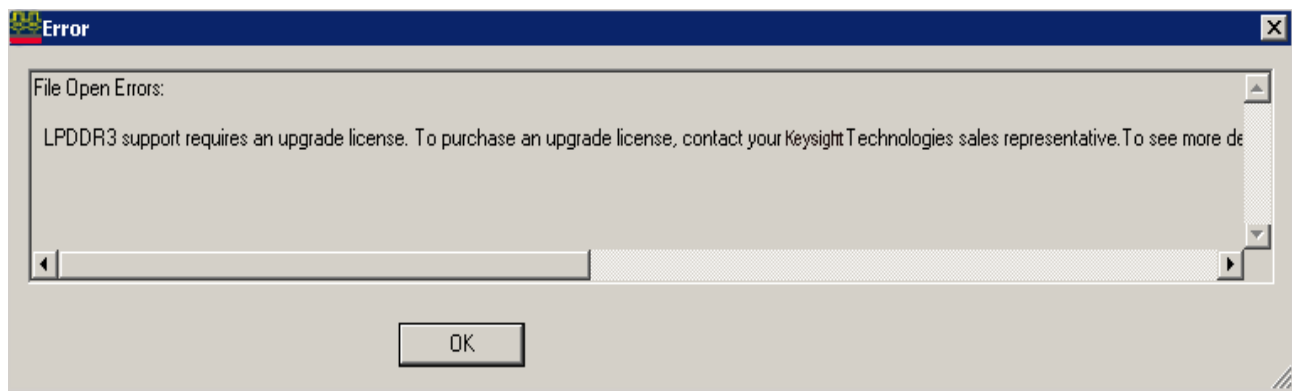 Error
File Open Errors:
LPDDR3 support requires an upgrade license. To purchase an upgrade license, contact your Keysight Technologies sales representative.To see more de
OK